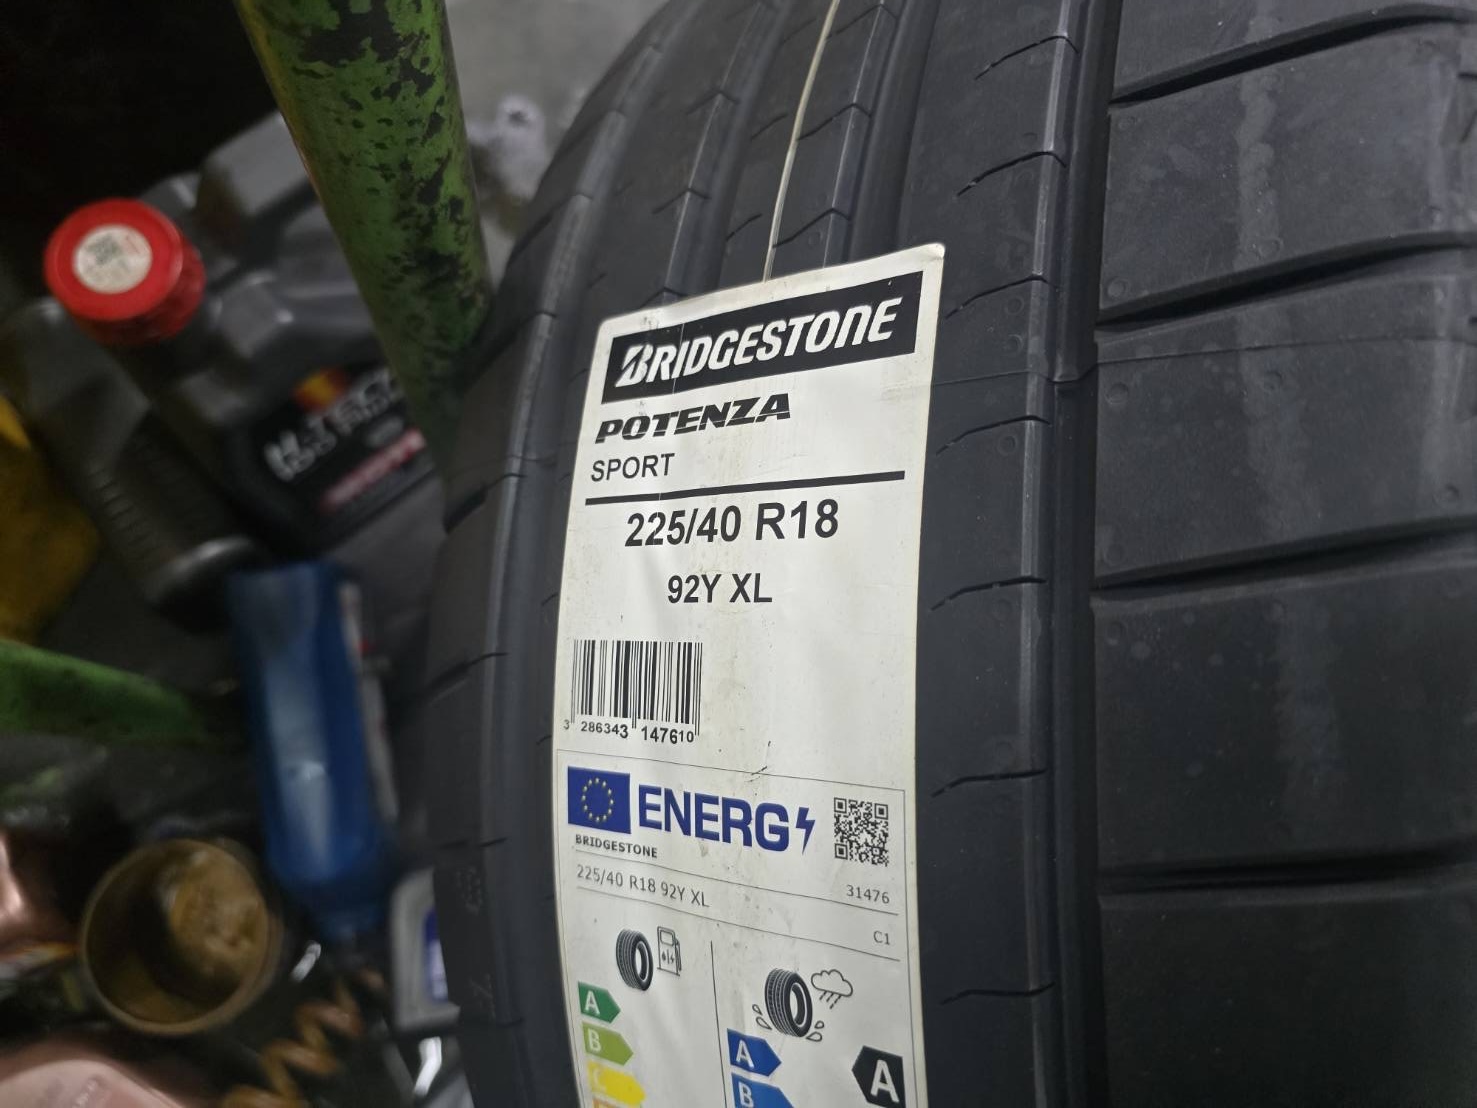 BRIDGESTONE
POTENZA
SPORT
225/40 R18
92Y XL
3 286343 147610
ENERG
BRIDGESTONE
225/40 R18 92Y XL
31476
C1
A
B
C
A
B
A